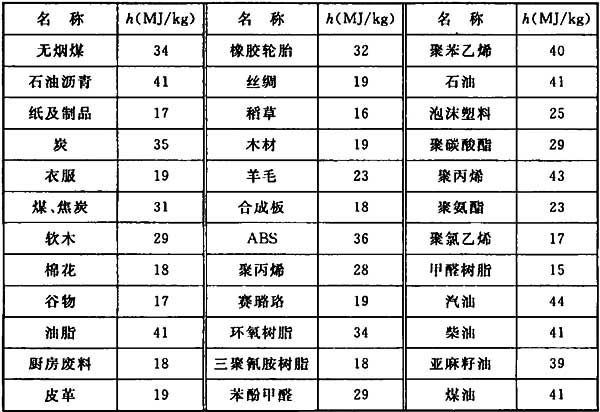 名 称 h(MJ/kg) 名 称 h(MJ/kg) 名 称 h(MJ/kg)
无烟煤 34 橡胶轮胎 32 聚苯乙烯 40
石油沥青 41 丝绸 19 石油 41
纸及制品 17 稻草 16 泡沫塑料 25
炭 35 木材 19 聚碳酸酯 29
衣服 19 羊毛 23 聚丙烯 43
煤、焦炭 31 合成板 18 聚氨酯 23
软木 29 ABS 36 聚氯乙烯 17
棉花 18 聚丙烯 28 甲醛树脂 15
谷物 17 赛璐珞 19 汽油 44
油脂 41 环氧树脂 34 柴油 41
厨房废料 18 三聚氰胺树脂 18 亚麻籽油 39
皮革 19 苯酚甲醛 29 煤油 41